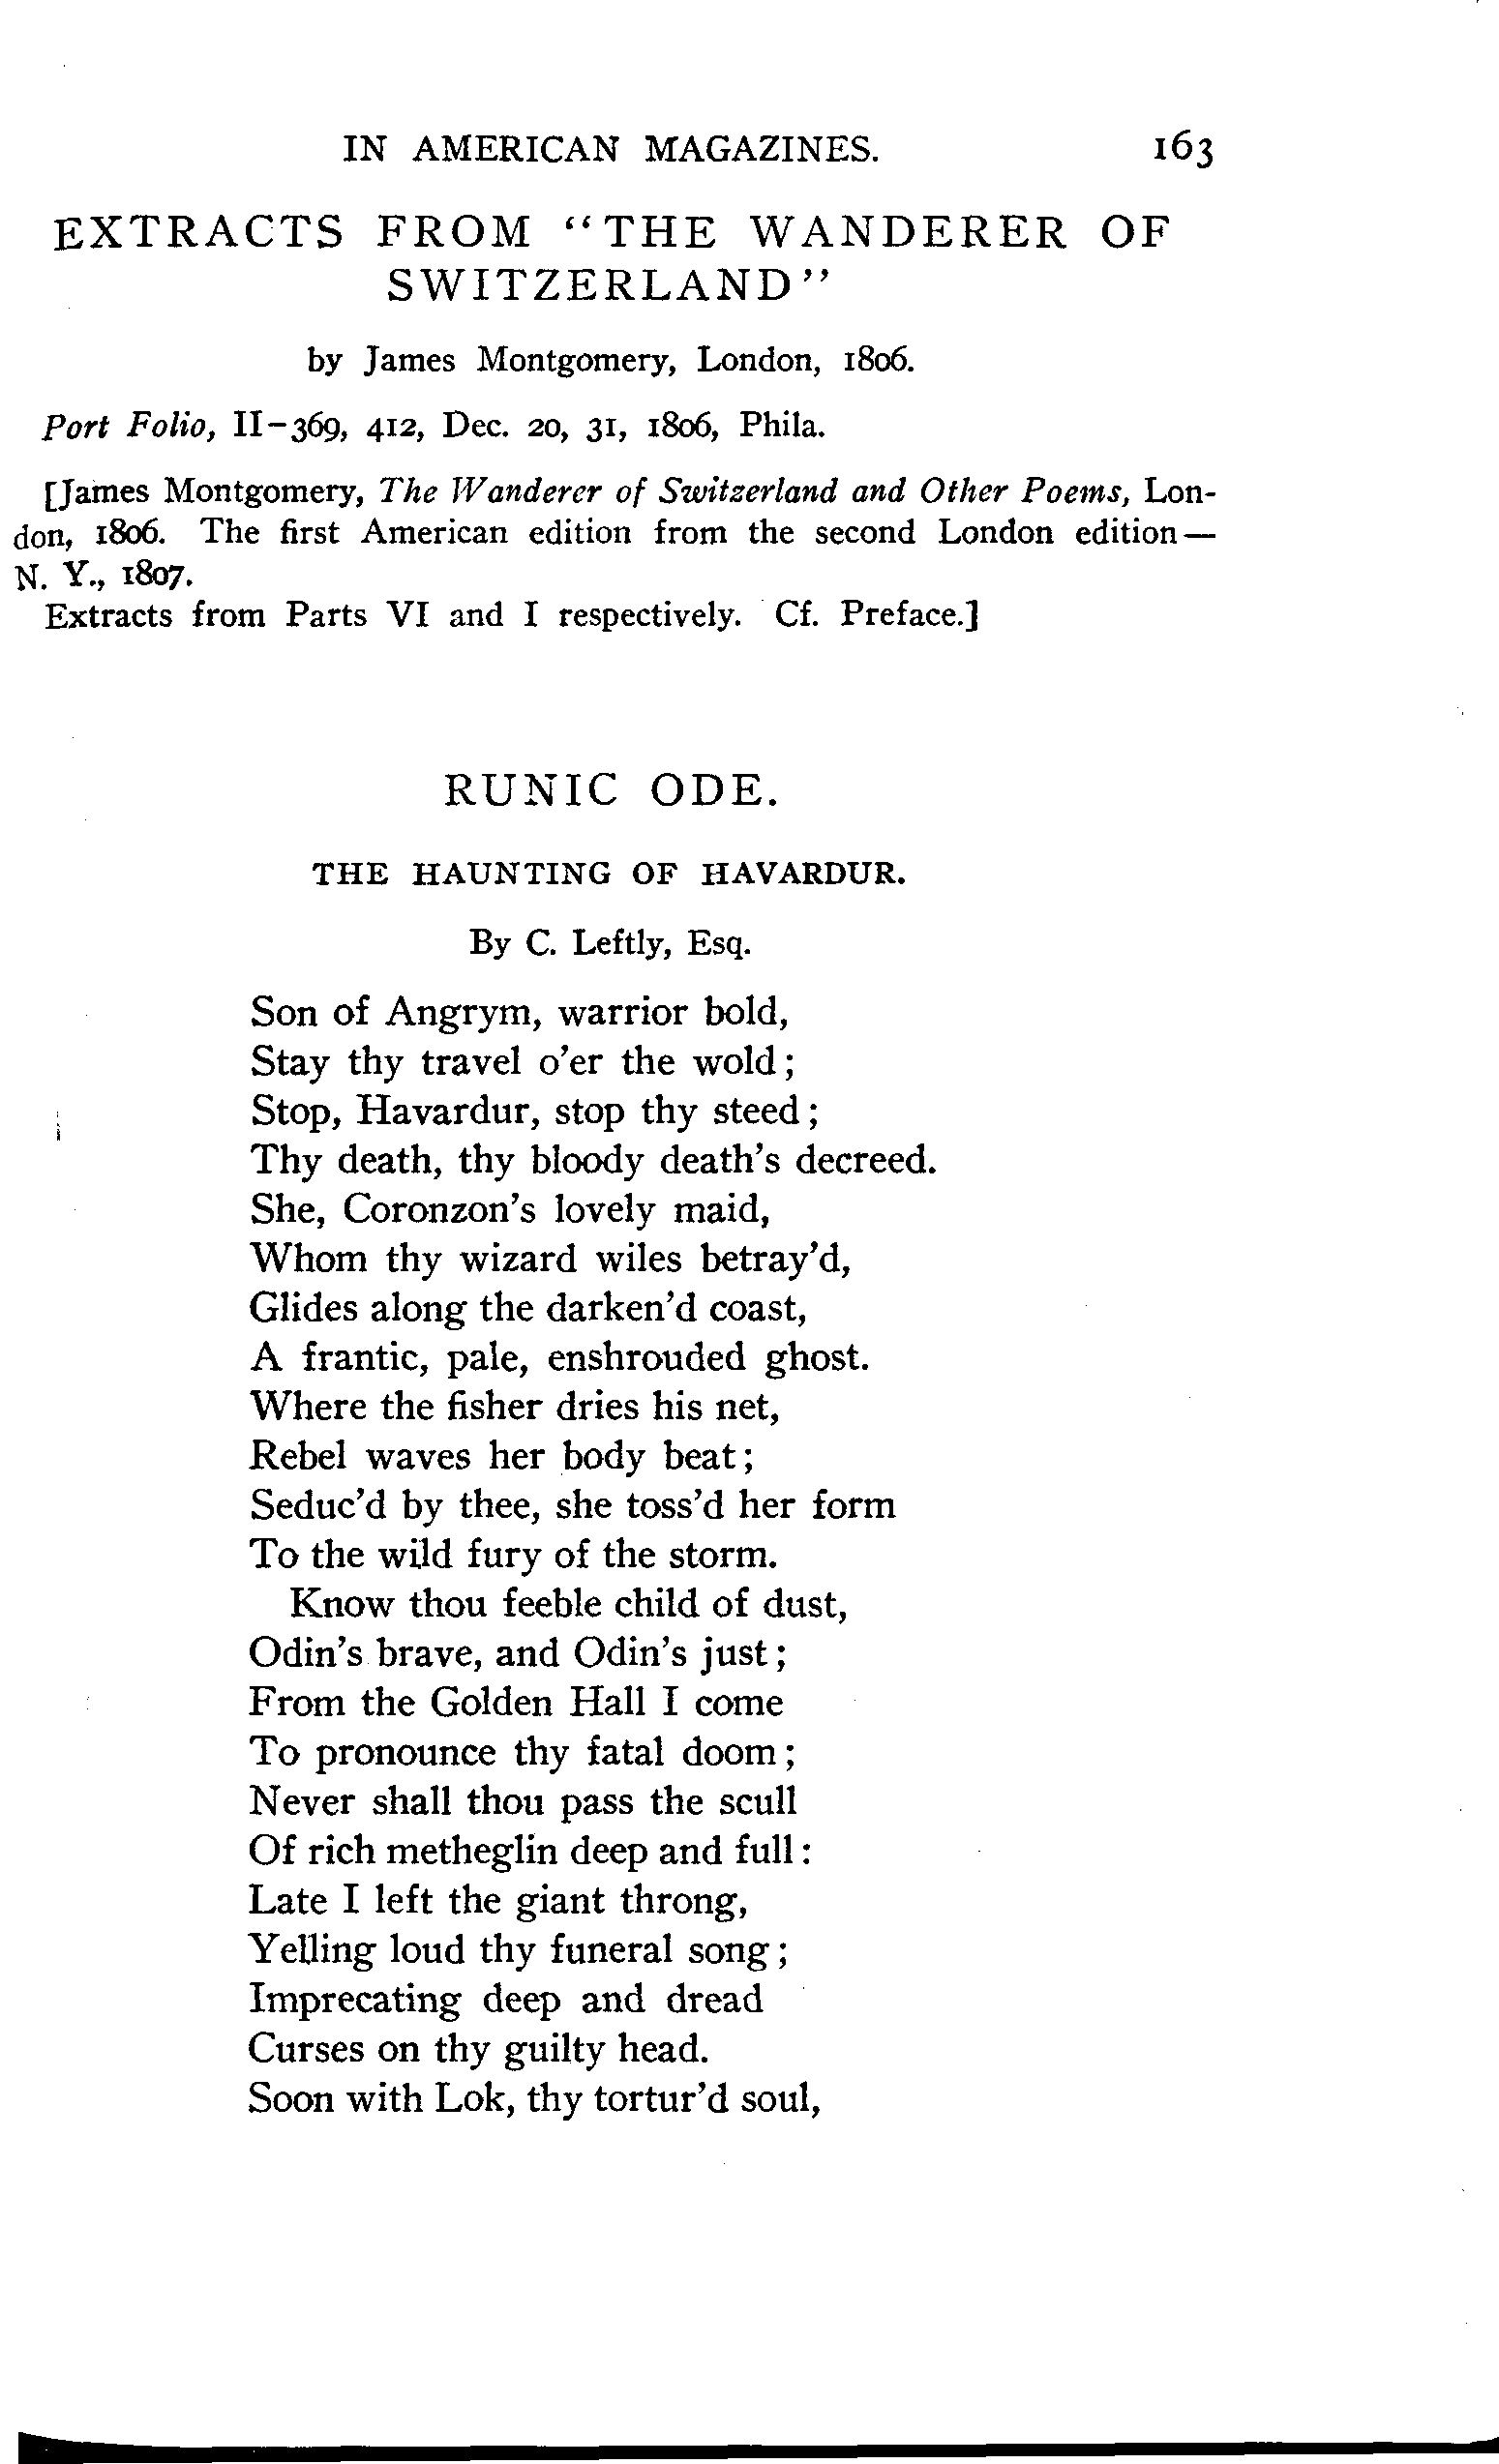 IN AMERICAN MAGAZINES. 163
EXTRACTS FROM “THE WANDERER OF
SWITZERLAND”
by James Montgomery, London, 1806.
Port Folio, II–369, 412, Dec. 20, 31, 1806, Phila.
[James Montgomery, The Wanderer of Switzerland and Other Poems, Lon-
don, 1806. The first American edition from the second London edition—
N. Y., 1807.
Extracts from Parts VI and I respectively. Cf. Preface.]
RUNIC ODE.
THE HAUNTING OF HAVARDUR.
By C. Leftly, Esq.
Son of Angrym, warrior bold,
Stay thy travel o’er the wold;
Stop, Havardur, stop thy steed;
Thy death, thy bloody death’s decreed.
She, Coronzon’s lovely maid,
Whom thy wizard wiles betray’d,
Glides along the darken’d coast,
A frantic, pale, enshrouded ghost.
Where the fisher dries his net,
Rebel waves her body beat;
Seduc’d by thee, she toss’d her form
To the wild fury of the storm.
Know thou feeble child of dust,
Odin’s brave, and Odin’s just;
From the Golden Hall I come
To pronounce thy fatal doom;
Never shall thou pass the scull
Of rich metheglin deep and full:
Late I left the giant throng,
Yelling loud thy funeral song;
Imprecating deep and dread
Curses on thy guilty head.
Soon with Lok, thy tortur’d soul,